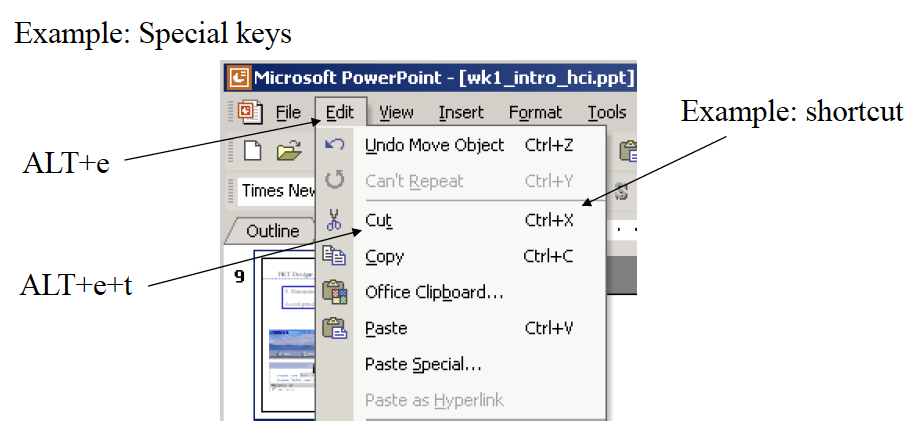 Example: Special keys
Microsoft PowerPoint - [wk1_intro_hci.ppt]
File Edit View Insert Format Tools
Example: shortcut
ALT+e
Undo Move Object Ctrl+Z
Can't Repeat Ctrl+Y
Times New
Cut Ctrl+X
Outline
Copy Ctrl+C
9
ALT+e+t
Office Clipboard...
Paste Ctrl+V
Paste Special...
Paste as Hyperlink